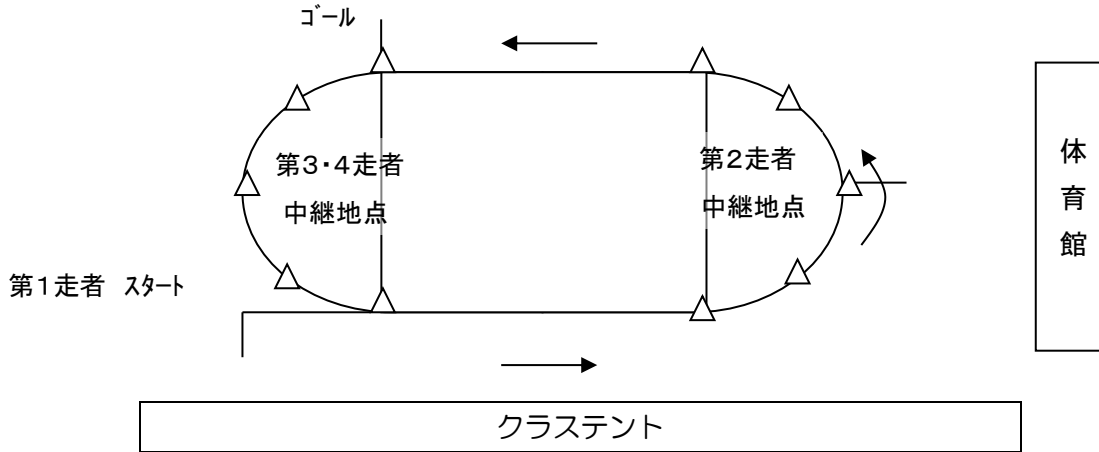 ｺﾞｰﾙ
第3・4走者
中継地点
第2走者
中継地点
体
育
館
第1走者 ｽﾀｰﾄ
クラステント